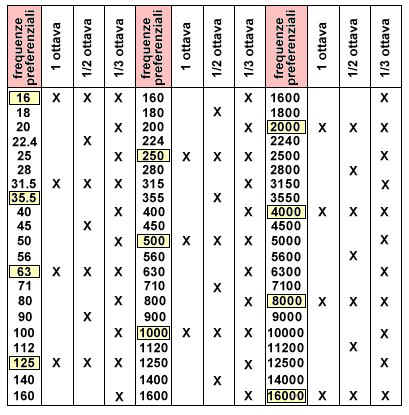 frequenze preferenziali 1 ottava 1/2 ottava 1/3 ottava frequenze preferenziali 1 ottava 1/2 ottava 1/3 ottava frequenze preferenziali 1 ottava 1/2 ottava 1/3 ottava
16 X X X 160 X 1600 X
18 180 X 1800
20 X 200 X 2000 X X X
22.4 X 224 2240
25 X 250 X X X 2500 X
28 280 2800 X
31.5 X X X 315 X 3150 X
35.5 355 X 3550
40 X 400 X 4000 X X X
45 X 450 4500
50 X 500 X X X 5000 X
56 560 5600 X
63 X X X 630 X 6300 X
71 710 X 7100
80 X 800 X 8000 X X X
90 X 900 9000
100 X 1000 X X X 10000 X
112 1120 11200 X
125 X X X 1250 X 12500 X
140 1400 X 14000
160 X 1600 X 16000 X X X